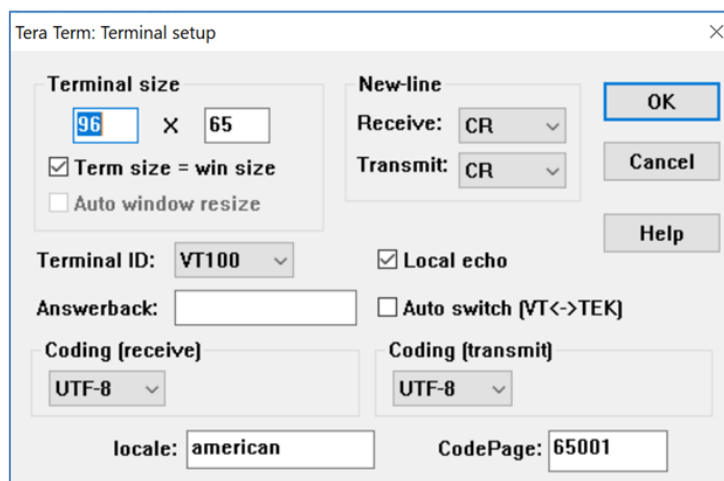 Tera Term: Terminal setup
Terminal size
96 X 65
Term size = win size
Auto window resize
New-line
Receive: CR
Transmit: CR
OK
Cancel
Help
Terminal ID: VT100
Local echo
Answerback:
Auto switch (VT<->TEK)
Coding (receive)
UTF-8
Coding (transmit)
UTF-8
locale: american
CodePage: 65001